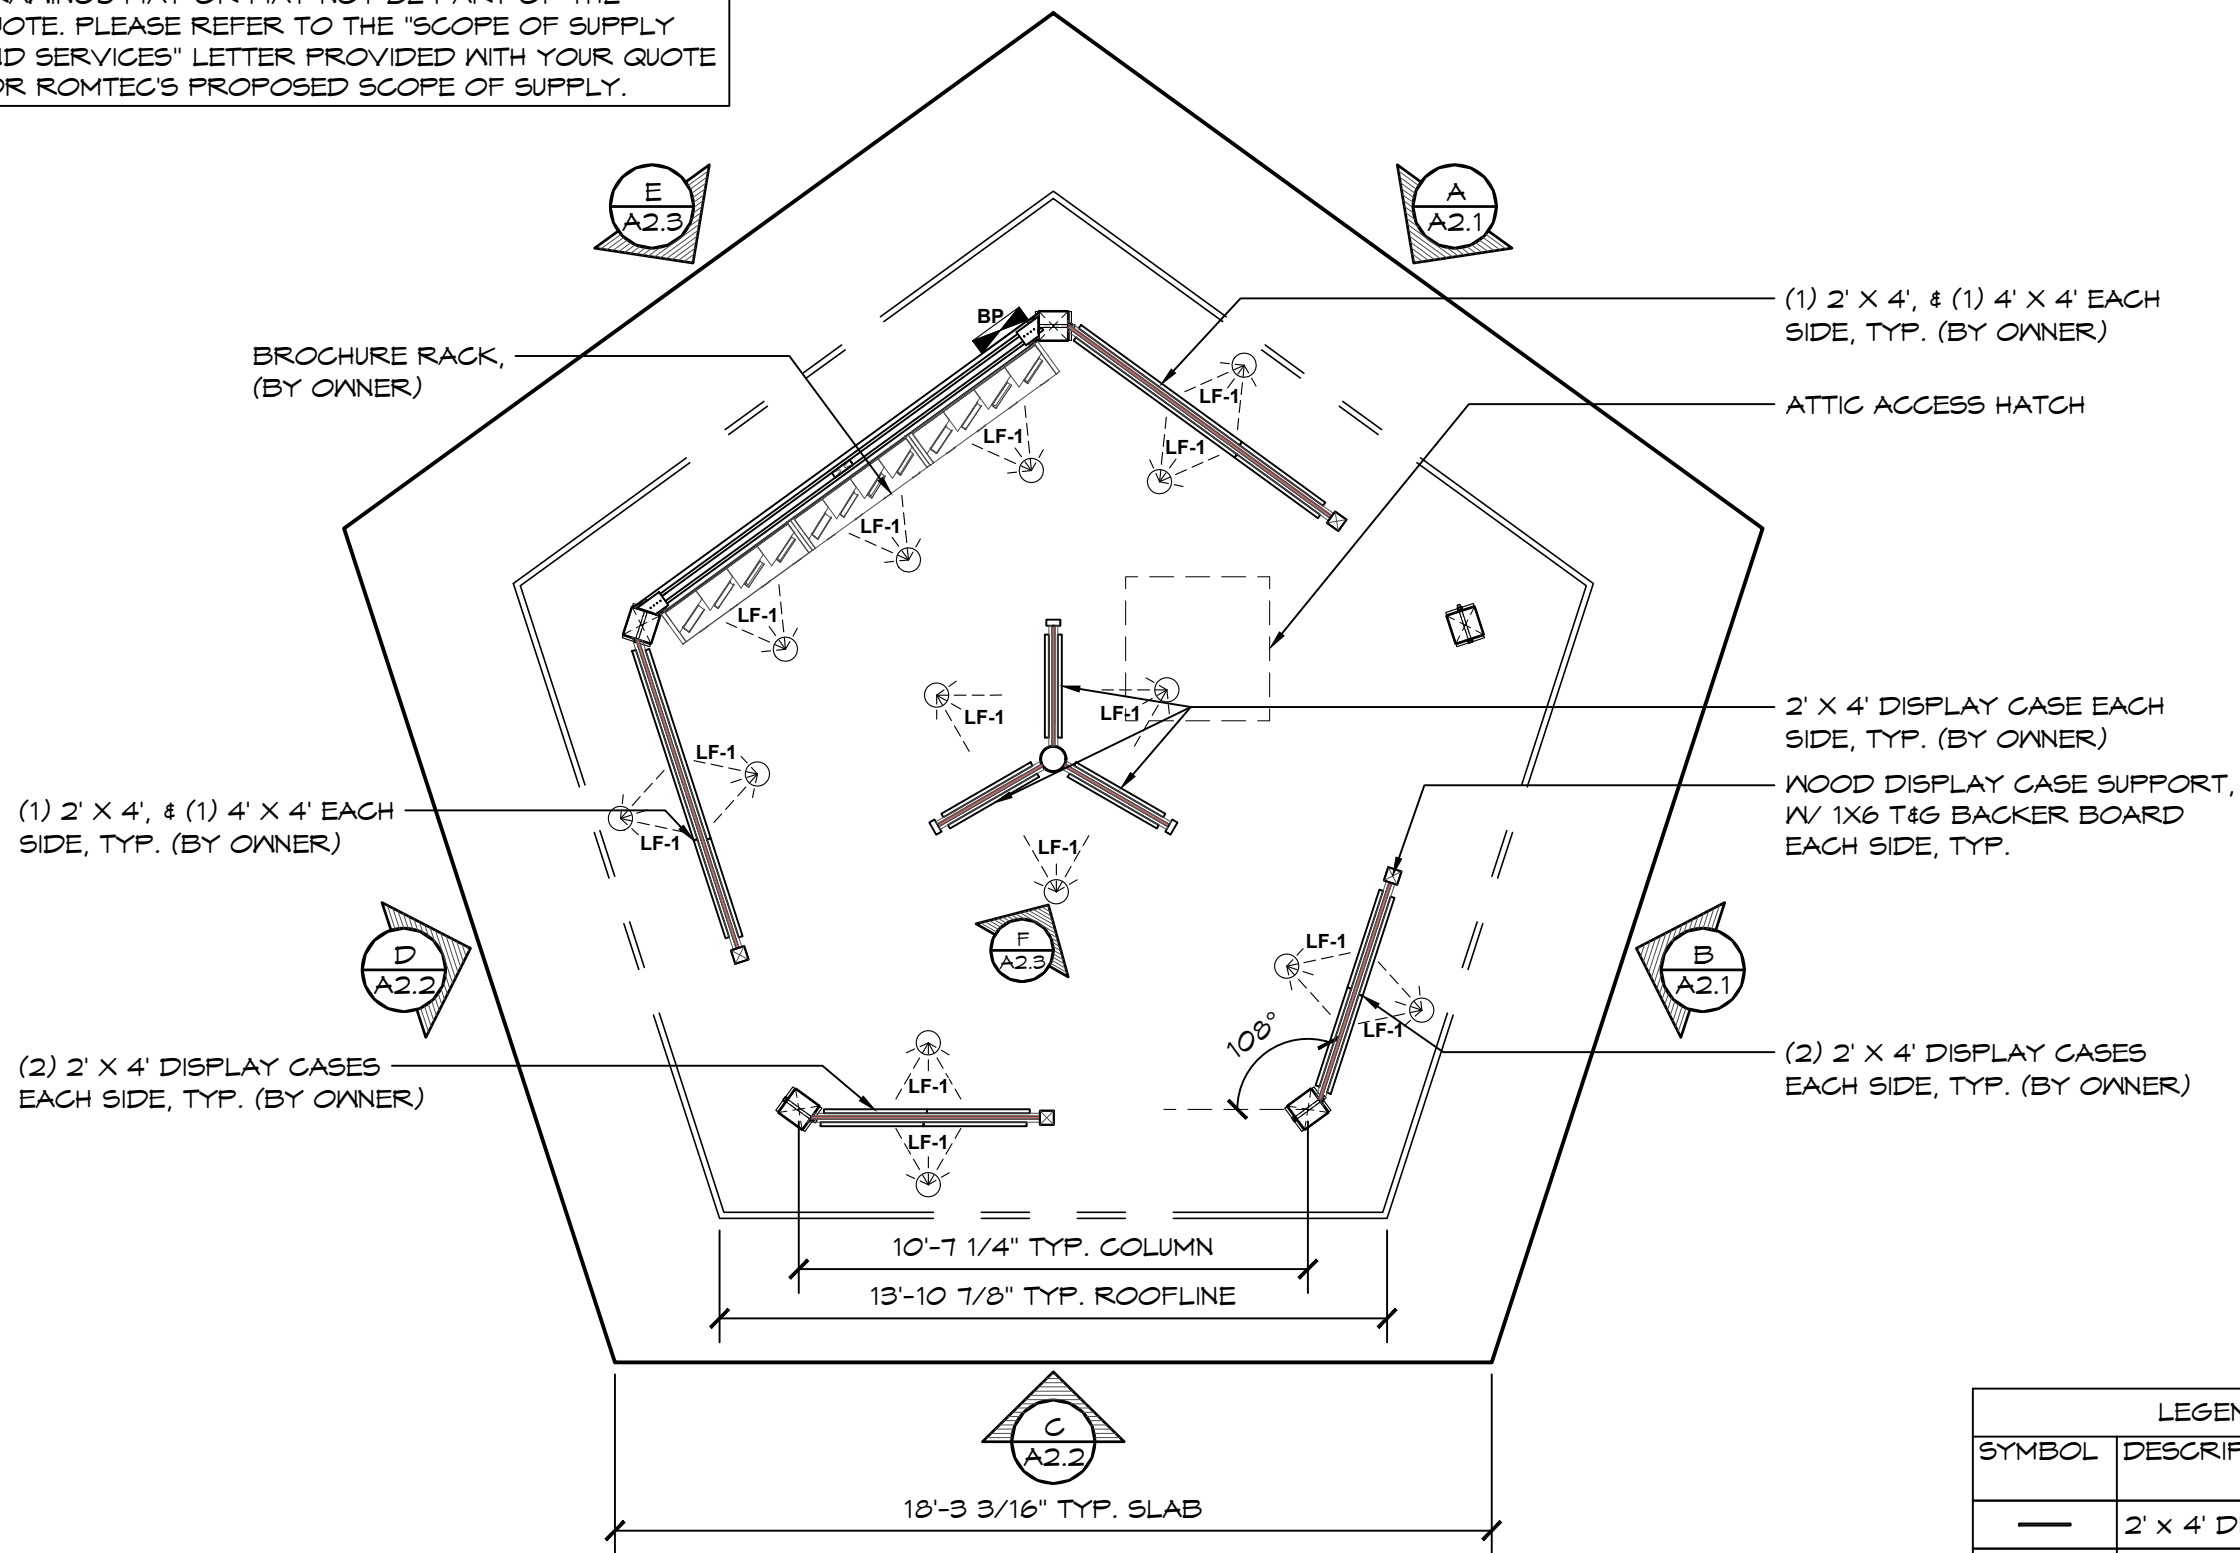 QUOTE. PLEASE REFER TO THE "SCOPE OF SUPPLY
SERVICES" LETTER PROVIDED WITH YOUR QUOTE
ROMTEC'S PROPOSED SCOPE OF SUPPLY.
E
A2.3
A
A2.1
(1) 2' X 4', & (1) 4' X 4' EACH
SIDE, TYP. (BY OWNER)
BP
BROCHURE RACK,
(BY OWNER)
LF-1
ATTIC ACCESS HATCH
LF-1
LF-1
LF-1
LF-1
2' X 4' DISPLAY CASE EACH
SIDE, TYP. (BY OWNER)
LF-1
LF-1
LF-1
WOOD DISPLAY CASE SUPPORT,
W/ 1X6 T&G BACKER BOARD
EACH SIDE, TYP.
(1) 2' X 4', & (1) 4' X 4' EACH
SIDE, TYP. (BY OWNER)
LF-1
LF-1
D
A2.2
F
A2.3
LF-1
B
A2.1
108°
LF-1
(2) 2' X 4' DISPLAY CASES
EACH SIDE, TYP. (BY OWNER)
(2) 2' X 4' DISPLAY CASES
EACH SIDE, TYP. (BY OWNER)
LF-1
LF-1
10'-7 1/4" TYP. COLUMN
13'-10 7/8" TYP. ROOFLINE
C
A2.2
18'-3 3/16" TYP. SLAB
SYMBOL
2' x 4'